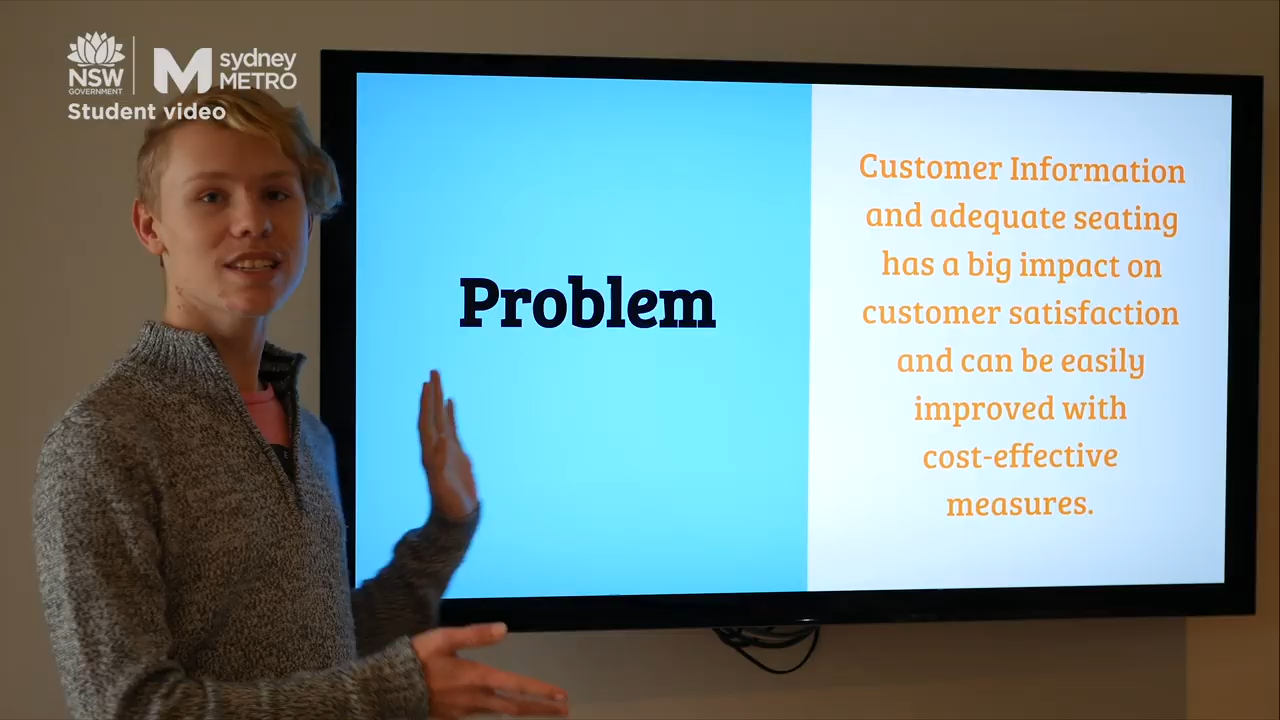 NSW
GOVERNMENT
M
sydney
METRO
Student video
Problem
Customer Information
and adequate seating
has a big impact on
customer satisfaction
and can be easily
improved with
cost-effective
measures.